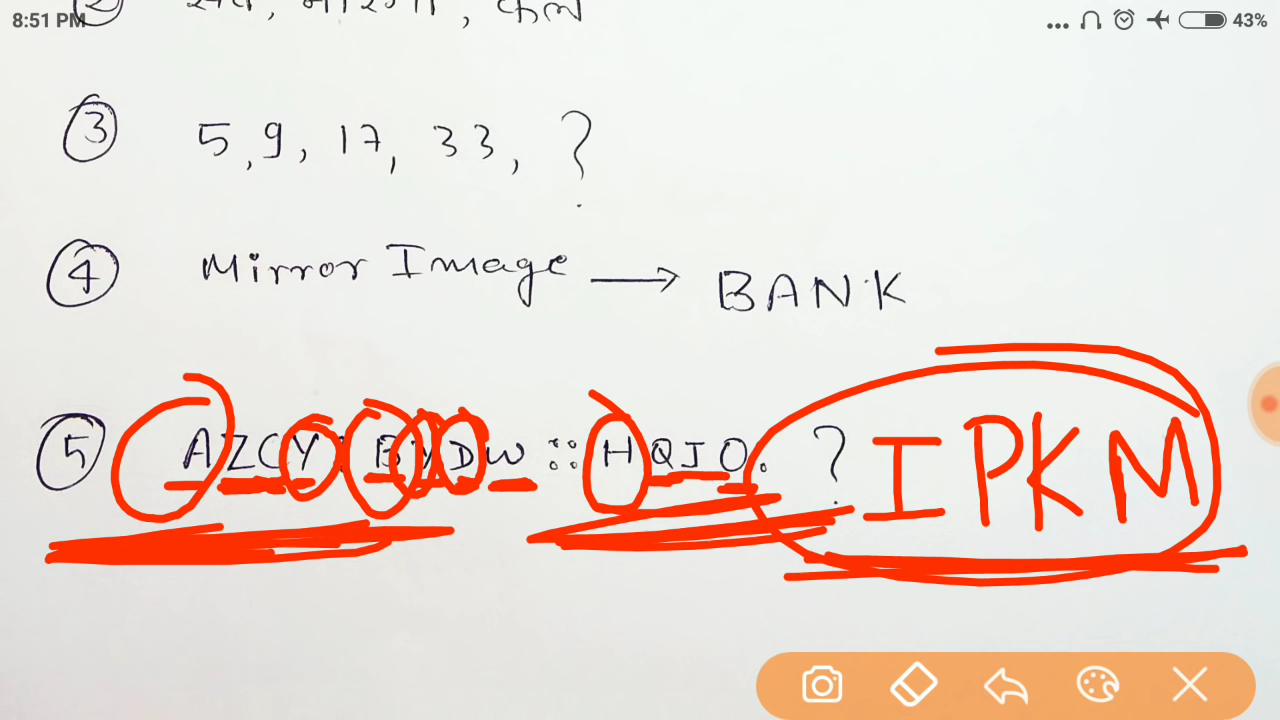 8:51 PM ... 43%
③ 5, 9, 17, 33, ?
④ Mirror Image → BANK
⑤ AZCY : BYDW :: HQJO. ? IPKM